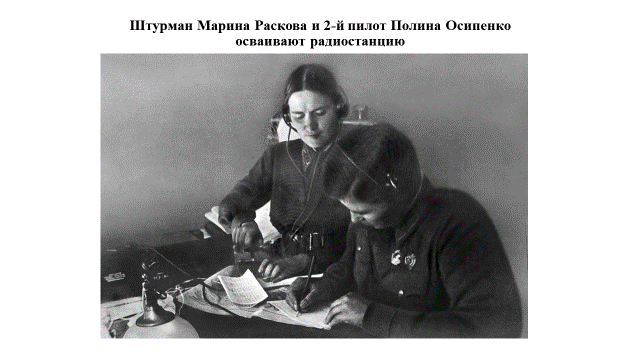 Штурман Марина Раскова и 2-й пилот Полина Осипенко
осваивают радиостанцию